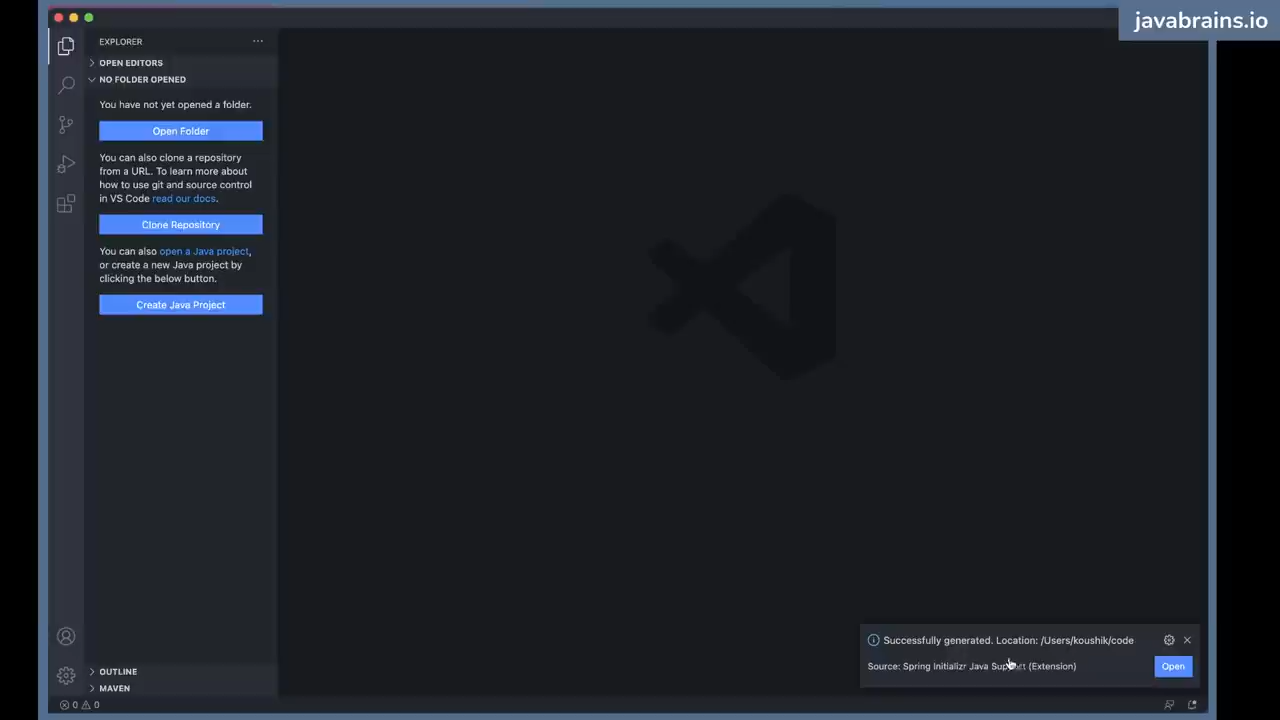 javabrains.io
EXPLORER
OPEN EDITORS
NO FOLDER OPENED
You have not yet opened a folder.
Open Folder
You can also clone a repository
from a URL. To learn more about
how to use git and source control
in VS Code read our docs.
Clone Repository
You can also open a Java project,
or create a new Java project by
clicking the below button.
Create Java Project
Successfully generated. Location: /Users/koushik/code
Source: Spring Initializr Java Support (Extension)
Open
OUTLINE
MAVEN
0 0